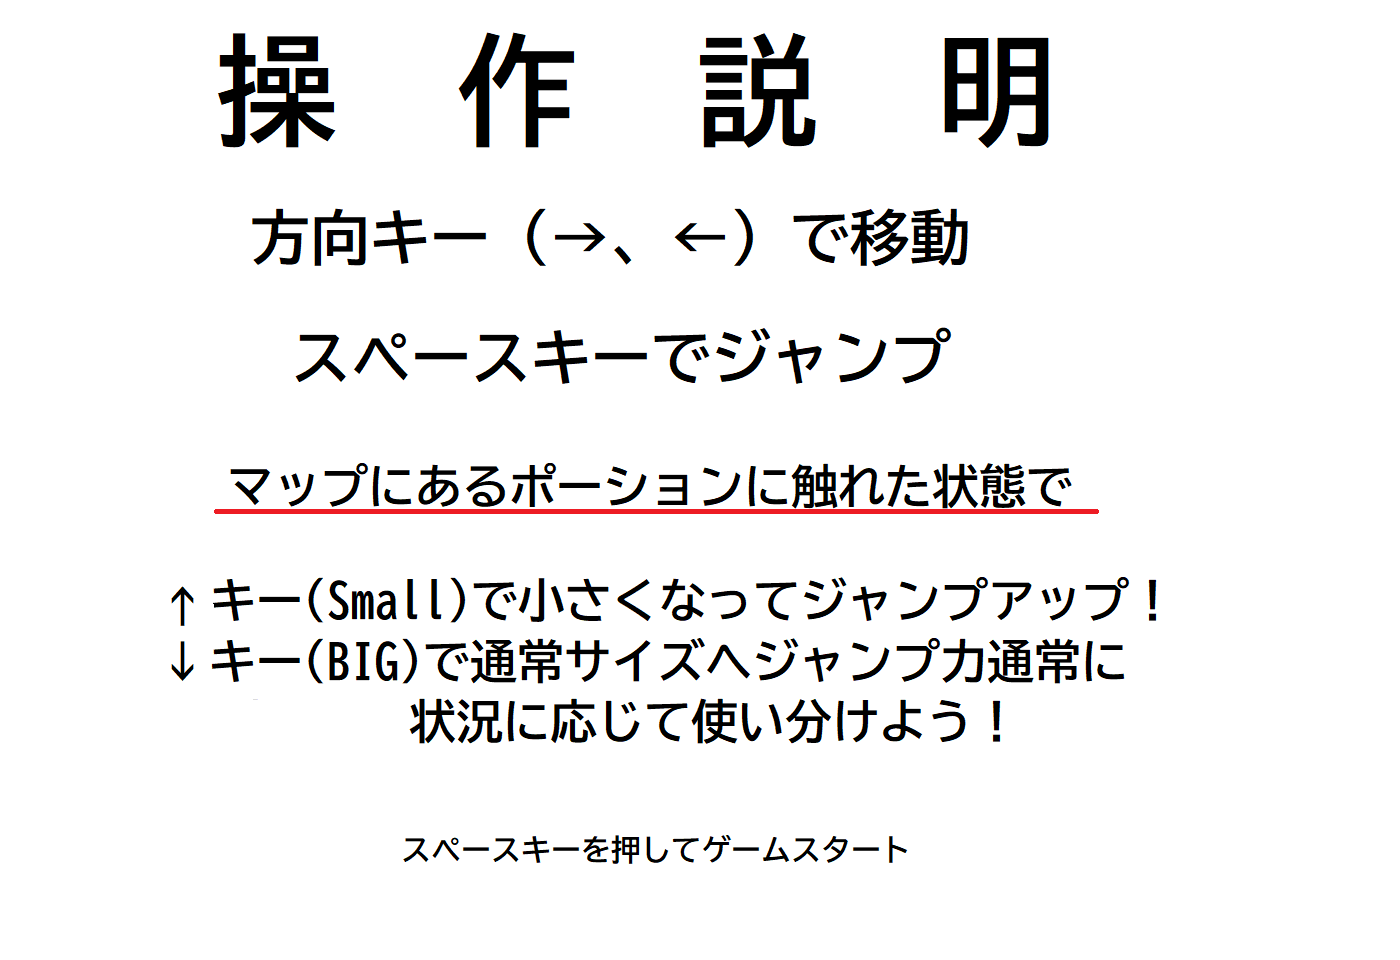 操　作　説　明
方向キー（→、←）で移動
スペースキーでジャンプ
マップにあるポーションに触れた状態で
↑キー(Small)で小さくなってジャンプアップ！
↓キー(BIG)で通常サイズへジャンプ力通常に
状況に応じて使い分けよう！
スペースキーを押してゲームスタート